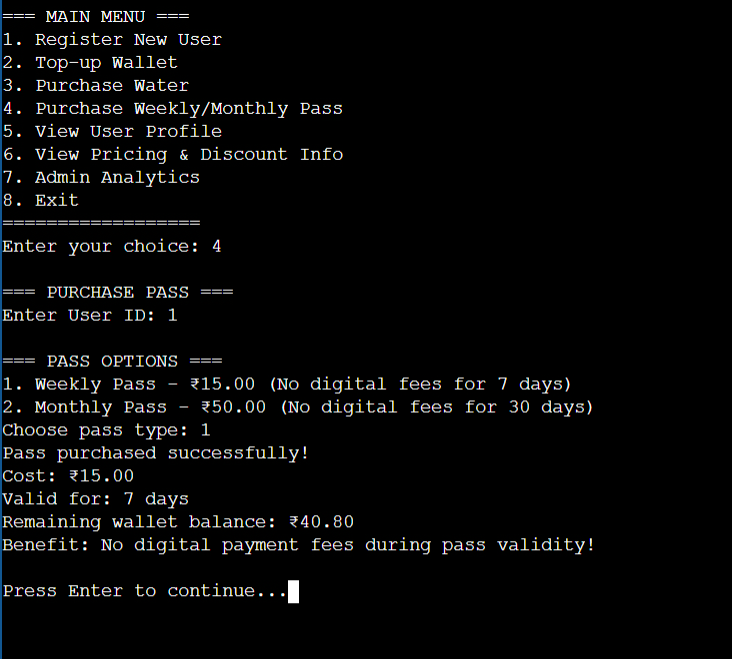 === MAIN MENU ===
1. Register New User
2. Top-up Wallet
3. Purchase Water
4. Purchase Weekly/Monthly Pass
5. View User Profile
6. View Pricing & Discount Info
7. Admin Analytics
8. Exit
==================
Enter your choice: 4
=== PURCHASE PASS ===
Enter User ID: 1
=== PASS OPTIONS ===
1. Weekly Pass - ₹15.00 (No digital fees for 7 days)
2. Monthly Pass - ₹50.00 (No digital fees for 30 days)
Choose pass type: 1
Pass purchased successfully!
Cost: ₹15.00
Valid for: 7 days
Remaining wallet balance: ₹40.80
Benefit: No digital payment fees during pass validity!
Press Enter to continue...